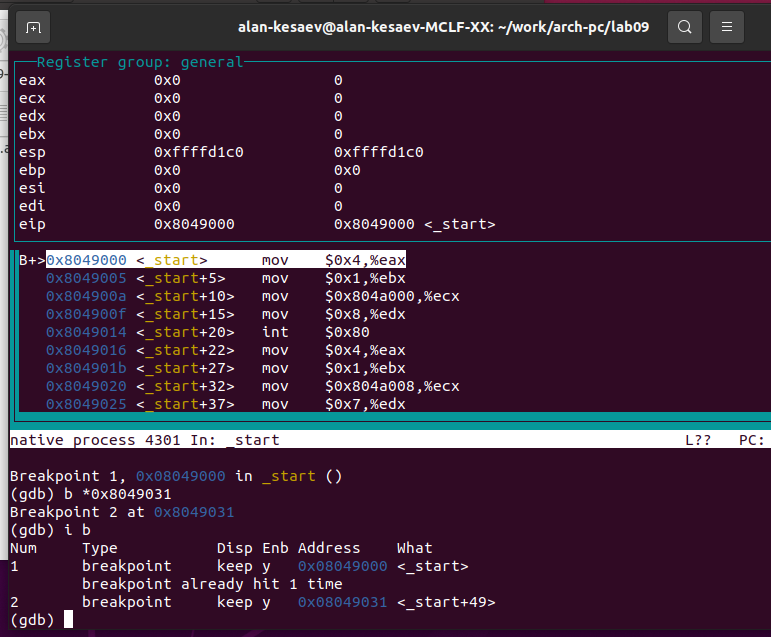 alan-kesaev@alan-kesaev-MCLF-XX: ~/work/arch-pc/lab09
Register group: general
eax 0x0 0
ecx 0x0 0
edx 0x0 0
ebx 0x0 0
esp 0xffffd1c0 0xffffd1c0
ebp 0x0 0x0
esi 0x0 0
edi 0x0 0
eip 0x8049000 0x8049000 <_start>
B+>0x8049000 <_start> mov $0x4,%eax
0x8049005 <_start+5> mov $0x1,%ebx
0x804900a <_start+10> mov $0x804a000,%ecx
0x804900f <_start+15> mov $0x8,%edx
0x8049014 <_start+20> int $0x80
0x8049016 <_start+22> mov $0x4,%eax
0x804901b <_start+27> mov $0x1,%ebx
0x8049020 <_start+32> mov $0x804a008,%ecx
0x8049025 <_start+37> mov $0x7,%edx
native process 4301 In: _start L?? PC:
Breakpoint 1, 0x08049000 in _start ()
(gdb) b *0x8049031
Breakpoint 2 at 0x8049031
(gdb) i b
Num Type Disp Enb Address What
1 breakpoint keep y 0x08049000 <_start>
breakpoint already hit 1 time
2 breakpoint keep y 0x08049031 <_start+49>
(gdb)